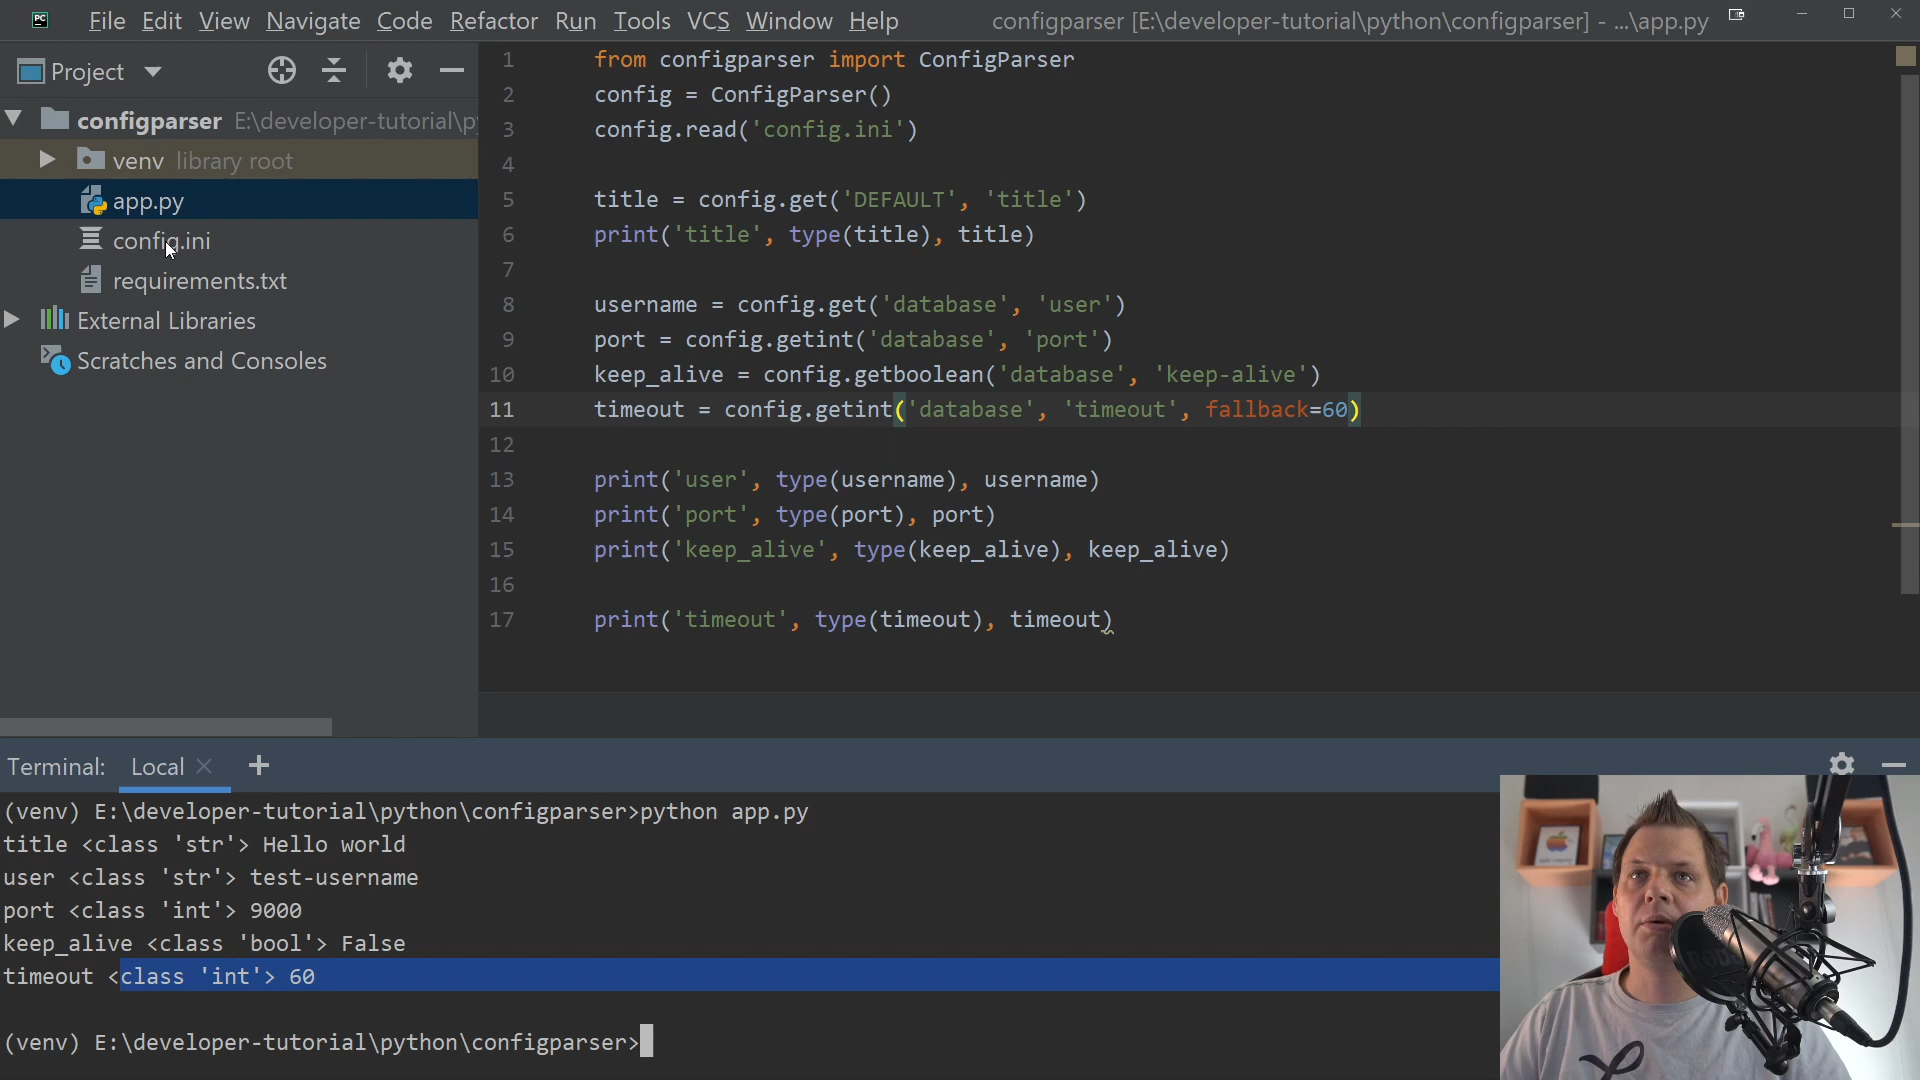 PC File Edit View Navigate Code Refactor Run Tools VCS Window Help configparser [E:\developer-tutorial\python\configparser] - ...\app.py
Project
configparser E:\developer-tutorial\p
venv library root
app.py
config.ini
requirements.txt
External Libraries
Scratches and Consoles
1 from configparser import ConfigParser
2 config = ConfigParser()
3 config.read('config.ini')
4
5 title = config.get('DEFAULT', 'title')
6 print('title', type(title), title)
7
8 username = config.get('database', 'user')
9 port = config.getint('database', 'port')
10 keep_alive = config.getboolean('database', 'keep-alive')
11 timeout = config.getint('database', 'timeout', fallback=60)
12
13 print('user', type(username), username)
14 print('port', type(port), port)
15 print('keep_alive', type(keep_alive), keep_alive)
16
17 print('timeout', type(timeout), timeout)
Terminal: Local
(venv) E:\developer-tutorial\python\configparser>python app.py
title <class 'str'> Hello world
user <class 'str'> test-username
port <class 'int'> 9000
keep_alive <class 'bool'> False
timeout <class 'int'> 60
(venv) E:\developer-tutorial\python\configparser>